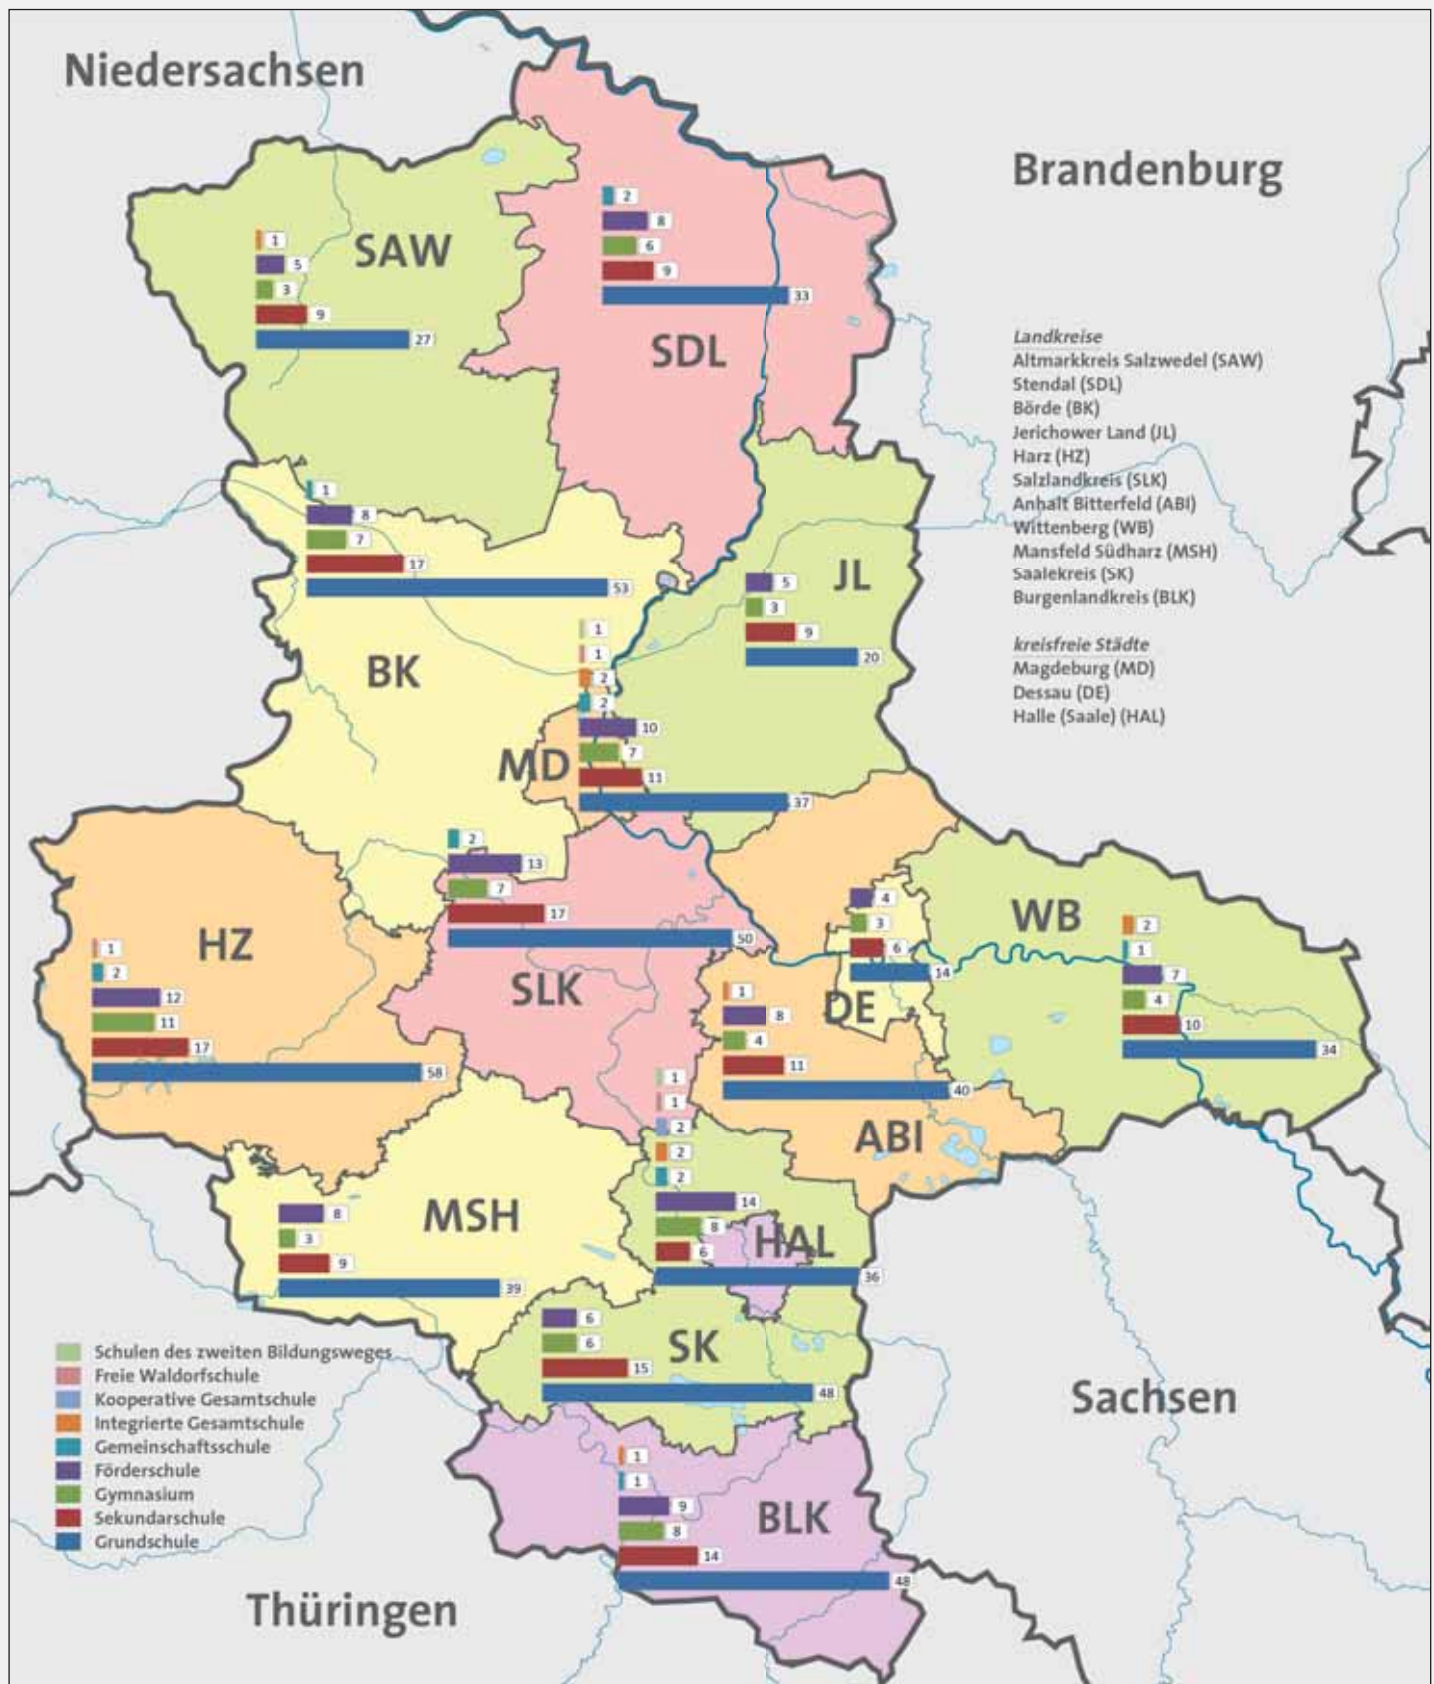 Niedersachsen
Brandenburg
SAW
1
5
3
9
27
2
8
6
9
33
SDL
Landkreise
Altmarkkreis Salzwedel (SAW)
Stendal (SDL)
Börde (BK)
Jerichower Land (JL)
Harz (HZ)
Salzlandkreis (SLK)
Anhalt Bitterfeld (ABI)
Wittenberg (WB)
Mansfeld Südharz (MSH)
Saalekreis (SK)
Burgenlandkreis (BLK)
kreisfreie Städte
Magdeburg (MD)
Dessau (DE)
Halle (Saale) (HAL)
1
8
7
17
53
BK
JL
5
3
9
20
MD
1
1
2
2
10
7
11
37
HZ
1
2
12
11
17
58
2
13
7
17
50
SLK
4
3
6
14
DE
WB
2
1
7
4
10
34
1
8
4
11
40
ABI
MSH
8
3
9
39
1
1
2
2
2
14
8
6
36
HAL
6
6
15
48
SK
Sachsen
Schulen des zweiten Bildungsweges
Freie Waldorfschule
Kooperative Gesamtschule
Integrierte Gesamtschule
Gemeinschaftsschule
Förderschule
Gymnasium
Sekundarschule
Grundschule
1
1
9
8
14
48
BLK
Thüringen